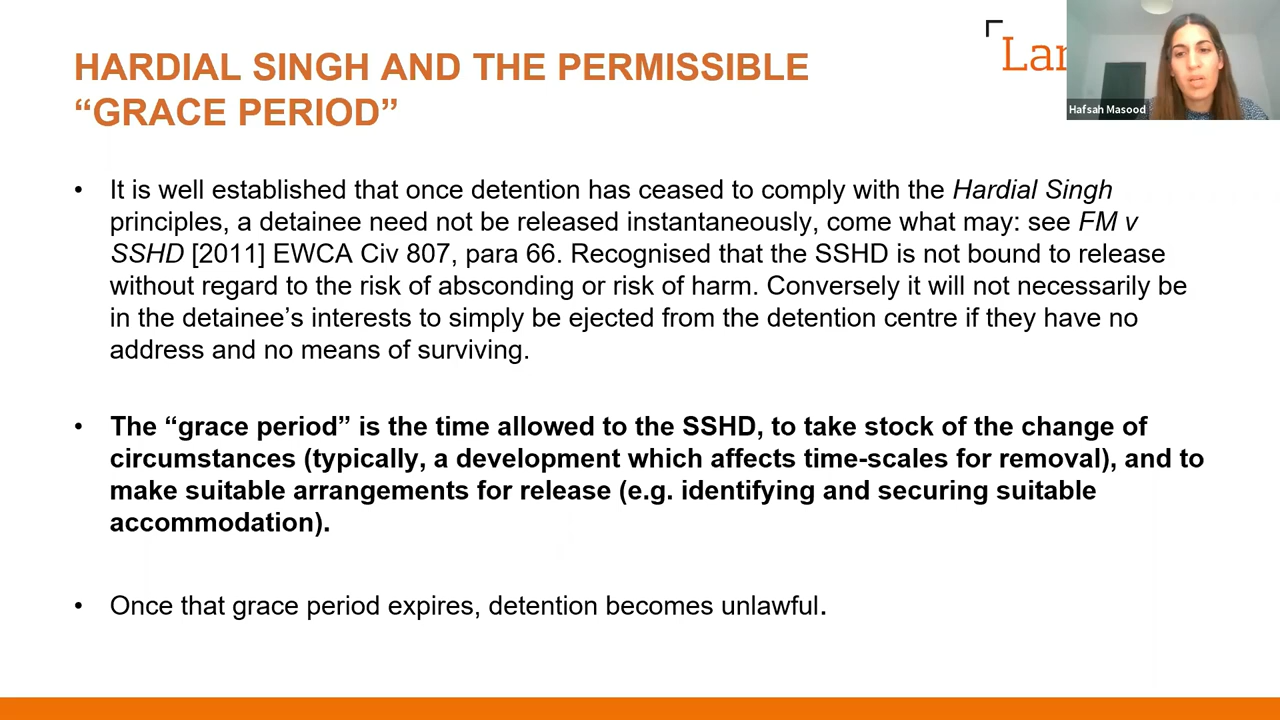 HARDIAL SINGH AND THE PERMISSIBLE
“GRACE PERIOD”
Lan
Hafsah Masood
• It is well established that once detention has ceased to comply with the Hardial Singh
principles, a detainee need not be released instantaneously, come what may: see FM v
SSHD [2011] EWCA Civ 807, para 66. Recognised that the SSHD is not bound to release
without regard to the risk of absconding or risk of harm. Conversely it will not necessarily be
in the detainee’s interests to simply be ejected from the detention centre if they have no
address and no means of surviving.
• The “grace period” is the time allowed to the SSHD, to take stock of the change of
circumstances (typically, a development which affects time-scales for removal), and to
make suitable arrangements for release (e.g. identifying and securing suitable
accommodation).
• Once that grace period expires, detention becomes unlawful.